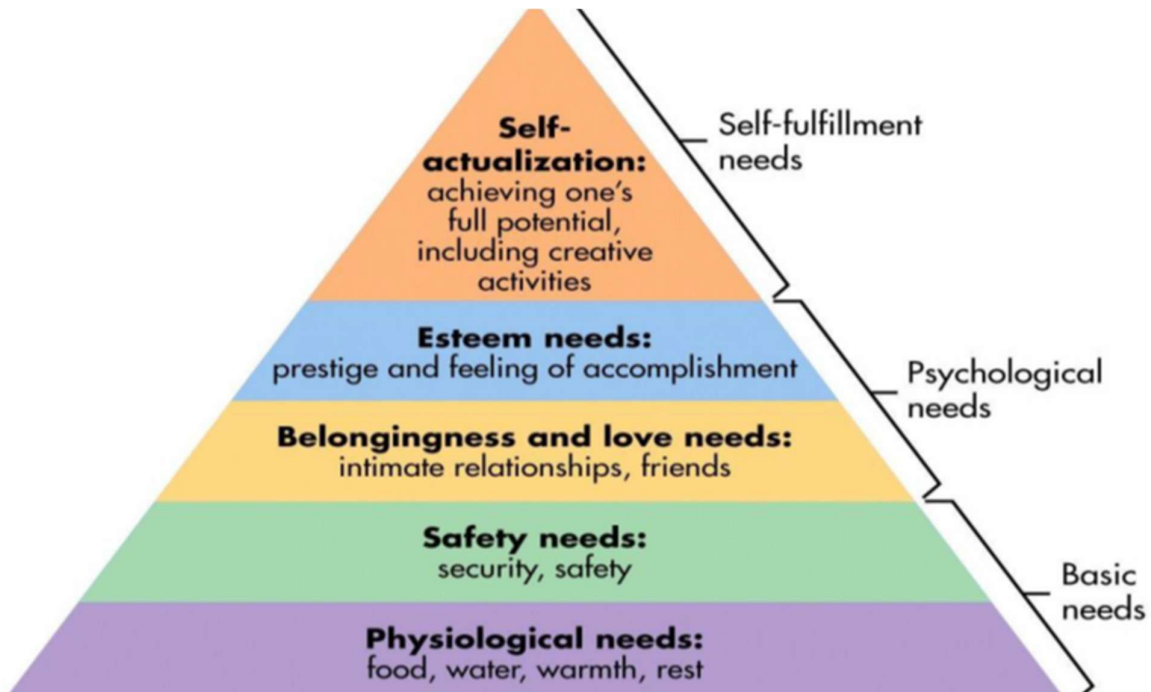 Self-
actualization:
achieving one's
full potential,
including creative
activities
Self-fulfillment
needs
Esteem needs:
prestige and feeling of accomplishment
Psychological
needs
Belongingness and love needs:
intimate relationships, friends
Safety needs:
security, safety
Basic
needs
Physiological needs:
food, water, warmth, rest